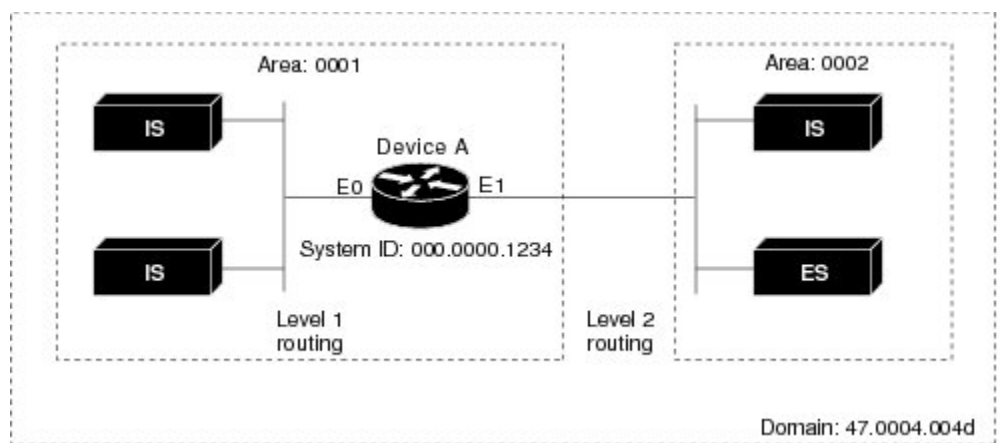 Area: 0001
Area: 0002
IS
IS
Device A
E0
E1
System ID: 000.0000.1234
IS
ES
Level 1
routing
Level 2
routing
Domain: 47.0004.004d